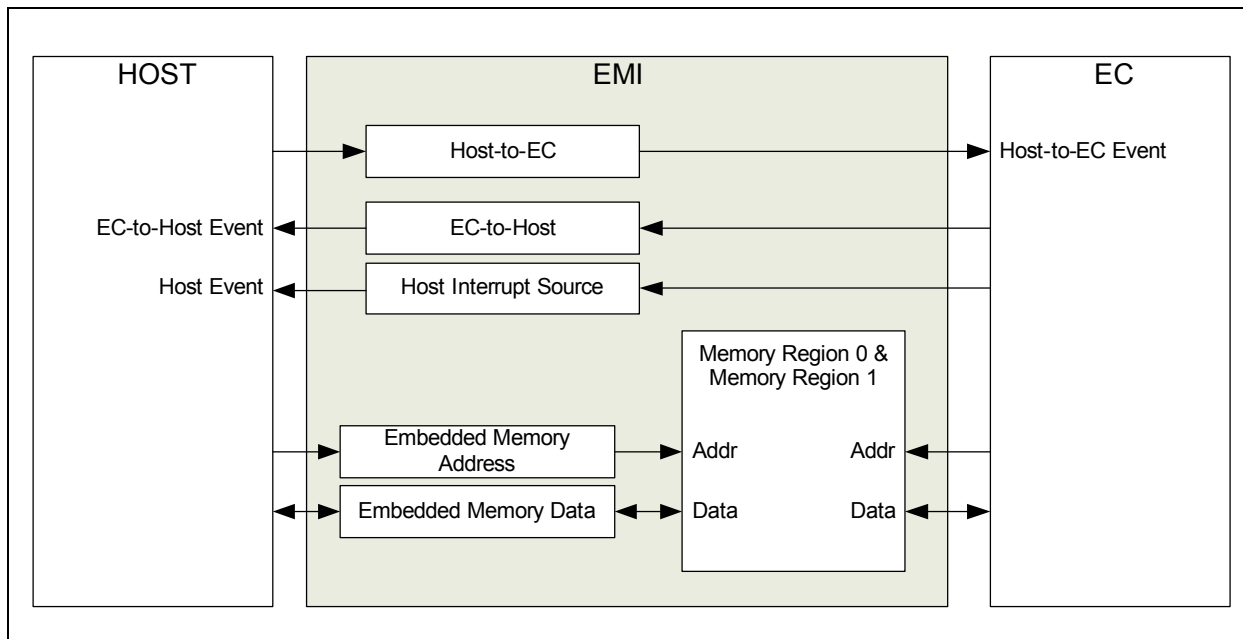 HOST
EMI
EC
Host-to-EC
Host-to-EC Event
EC-to-Host Event
EC-to-Host
Host Event
Host Interrupt Source
Memory Region 0 &
Memory Region 1
Embedded Memory
Address
Addr
Addr
Embedded Memory Data
Data
Data